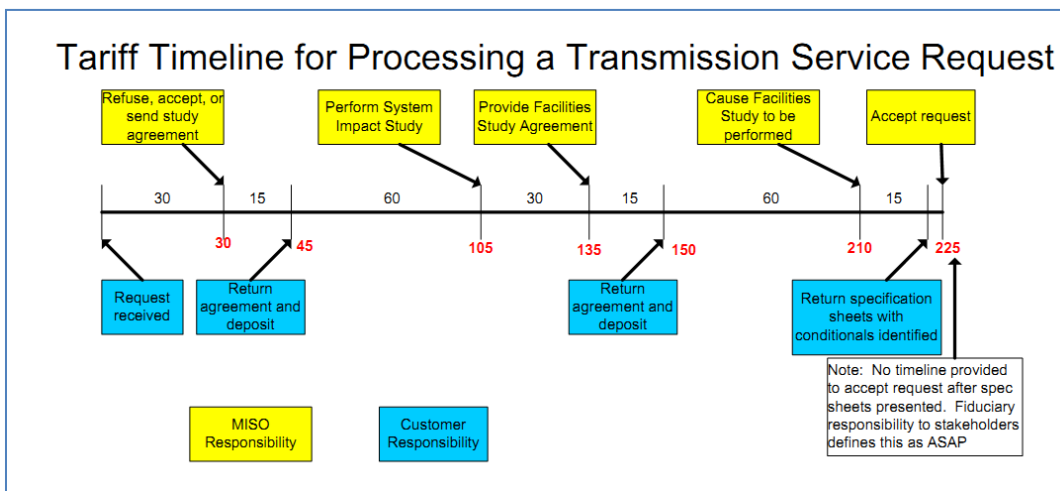 Tariff Timeline for Processing a Transmission Service Request
Refuse, accept, or
send study
agreement
Perform System
Impact Study
Provide Facilities
Study Agreement
Cause Facilities
Study to be
performed
Accept request
30
15
60
30
15
60
15
30
45
105
135
150
210
225
Request
received
Return
agreement and
deposit
Return
agreement and
deposit
Return specification
sheets with
conditionals identified
Note: No timeline provided
to accept request after spec
sheets presented. Fiduciary
responsibility to stakeholders
defines this as ASAP
MISO
Responsibility
Customer
Responsibility